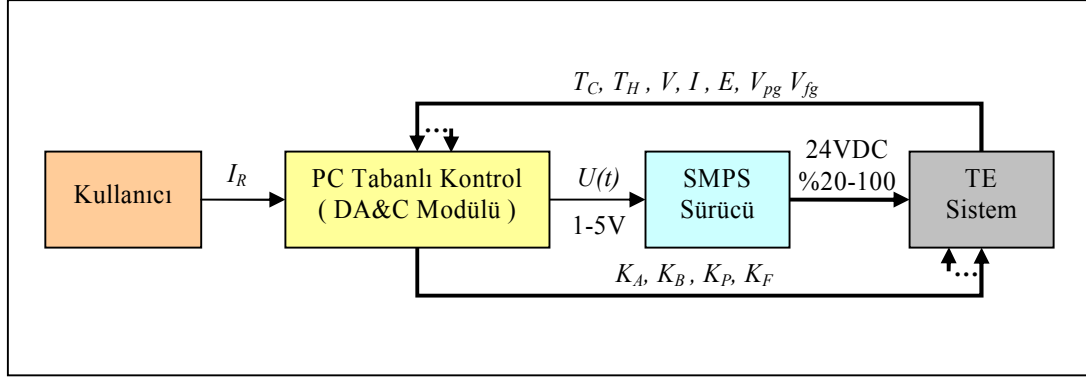 T_C, T_H , V, I , E, V_pg V_fg
Kullanıcı
I_R
PC Tabanlı Kontrol
( DA&C Modülü )
U(t)
1-5V
SMPS
Sürücü
24VDC
%20-100
TE
Sistem
K_A, K_B , K_P, K_F